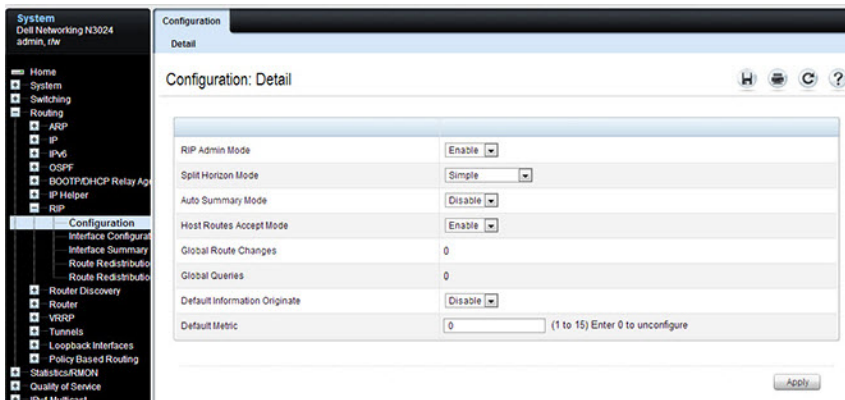 System
Dell Networking N3024
admin, r/w
Home
System
Switching
Routing
ARP
IP
IPv6
OSPF
BOOTP/DHCP Relay Age
IP Helper
RIP
Configuration
Interface Configurat
Interface Summary
Route Redistributio
Route Redistributio
Router Discovery
Router
VRRP
Tunnels
Loopback Interfaces
Policy Based Routing
Statistics/RMON
Quality of Service
Configuration
Detail
Configuration: Detail
?
RIP Admin Mode Enable
Split Horizon Mode Simple
Auto Summary Mode Disable
Host Routes Accept Mode Enable
Global Route Changes 0
Global Queries 0
Default Information Originate Disable
Default Metric 0 (1 to 15) Enter 0 to unconfigure
Apply